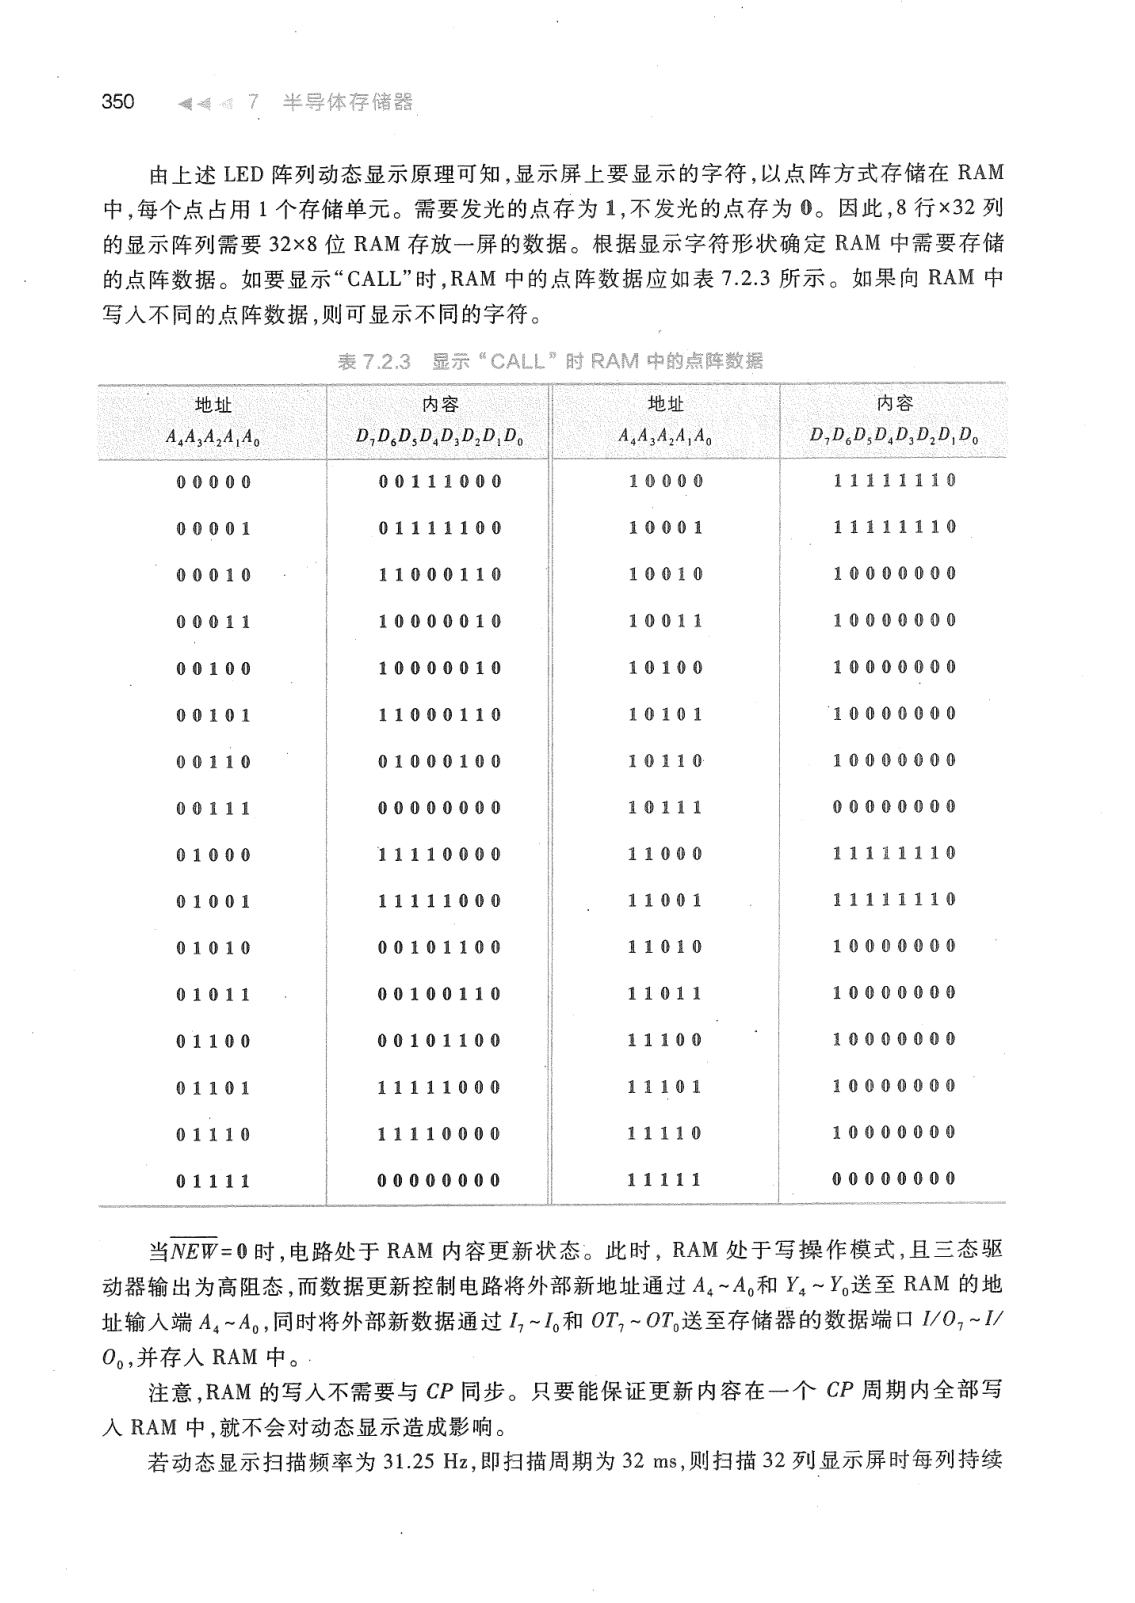 350 7 半导体存储器
由上述 LED 阵列动态显示原理可知,显示屏上要显示的字符,以点阵方式存储在 RAM
中,每个点占用 1 个存储单元。需要发光的点存为 1,不发光的点存为 0。因此,8 行×32 列
的显示阵列需要 32×8 位 RAM 存放一屏的数据。根据显示字符形状确定 RAM 中需要存储
的点阵数据。如要显示“CALL”时,RAM 中的点阵数据应如表 7.2.3 所示。如果向 RAM 中
写入不同的点阵数据,则可显示不同的字符。
表 7.2.3 显示“CALL”时 RAM 中的点阵数据
地址 内容 地址 内容
A₄A₃A₂A₁A₀ D₇D₆D₅D₄D₃D₂D₁D₀ A₄A₃A₂A₁A₀ D₇D₆D₅D₄D₃D₂D₁D₀
00000 00111000 10000 11111110
00001 01111100 10001 11111110
00010 11000110 10010 10000000
00011 10000010 10011 10000000
00100 10000010 10100 10000000
00101 11000110 10101 10000000
00110 01000100 10110 10000000
00111 00000000 10111 00000000
01000 11110000 11000 11111110
01001 11111000 11001 11111110
01010 00101100 11010 10000000
01011 00100110 11011 10000000
01100 00101100 11100 10000000
01101 11111000 11101 10000000
01110 11110000 11110 10000000
01111 00000000 11111 00000000
当N̅E̅W̅=0 时,电路处于 RAM 内容更新状态。此时, RAM 处于写操作模式,且三态驱
动器输出为高阻态,而数据更新控制电路将外部新地址通过 A₄~A₀和 Y₄~Y₀送至 RAM 的地
址输入端 A₄~A₀,同时将外部新数据通过 I₇~I₀和 OT₇~OT₀送至存储器的数据端口 I/O₇~I/
O₀,并存入 RAM 中。
注意,RAM 的写入不需要与 CP 同步。只要能保证更新内容在一个 CP 周期内全部写
入 RAM 中,就不会对动态显示造成影响。
若动态显示扫描频率为 31.25 Hz,即扫描周期为 32 ms,则扫描 32 列显示屏时每列持续